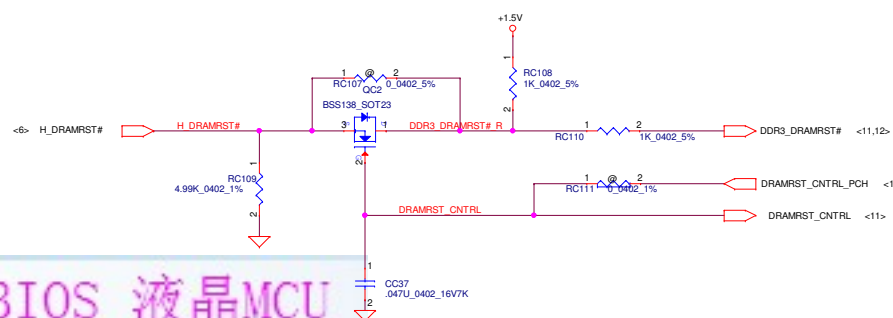 +1.5V
1 @ 2
RC107 0_0402_5%
QC2
BSS138_SOT23
1
RC108
1K_0402_5%
2
<6> H_DRAMRST#
H_DRAMRST#
3
1
DDR3_DRAMRST#_R
1 2
RC110 1K_0402_5%
DDR3_DRAMRST# <11,12>
2
1
RC109
4.99K_0402_1%
2
1 @ 2
RC111 0_0402_1%
DRAMRST_CNTRL_PCH <1
DRAMRST_CNTRL
DRAMRST_CNTRL <11>
1
CC37
.047U_0402_16V7K
2
BIOS 液晶MCU